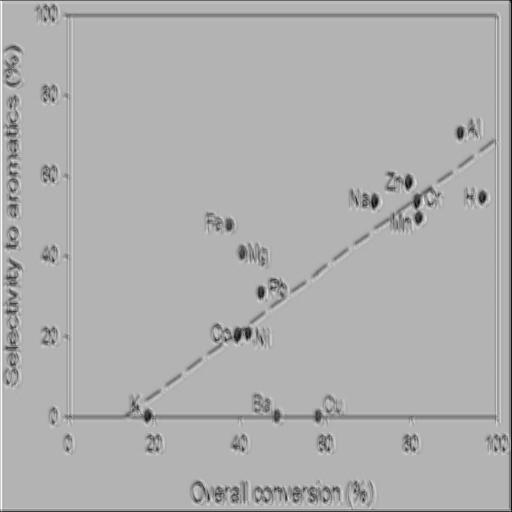 100
80
60
40
20
0
0 20 40 60 80 100
Selectivity to aromatics (%)
Overall conversion (%)
Al
Zn
Na
Cr
H
Mn
Fe
Mg
Pb
Co
Ni
K
Ba
Cu